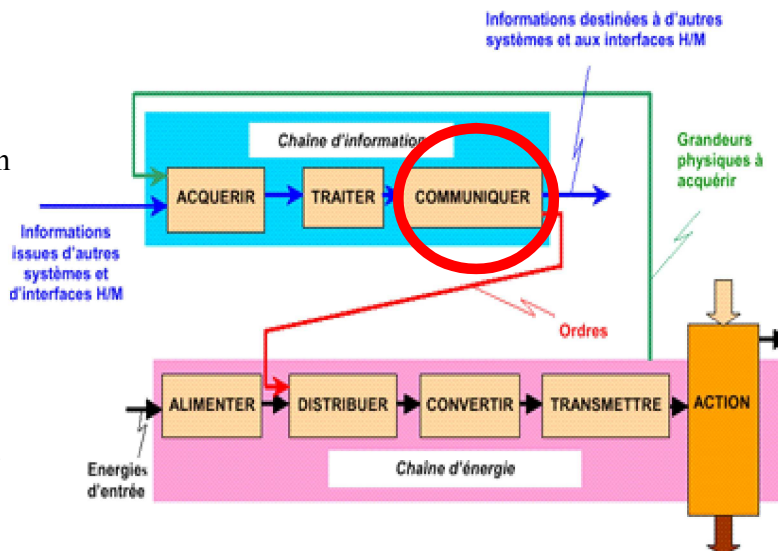 Informations destinées à d'autres
systèmes et aux interfaces H/M
Chaîne d'information
Grandeurs
physiques à
acquérir
ACQUERIR
TRAITER
COMMUNIQUER
Informations
issues d'autres
systèmes et
d'interfaces H/M
Ordres
ALIMENTER
DISTRIBUER
CONVERTIR
TRANSMETTRE
ACTION
Energies
d'entrée
Chaîne d'énergie